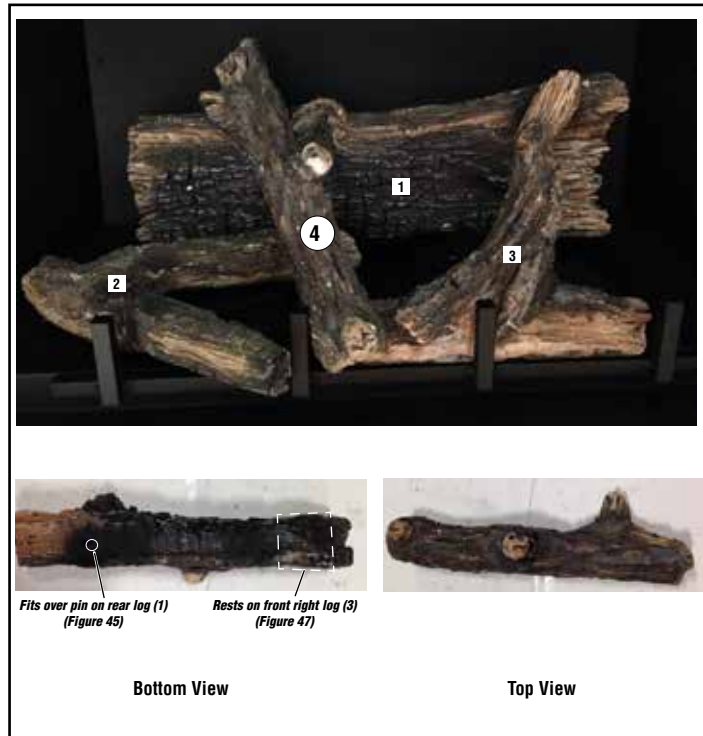 1
4
3
2
Fits over pin on rear log (1)
(Figure 45)
Rests on front right log (3)
(Figure 47)
Bottom View
Top View